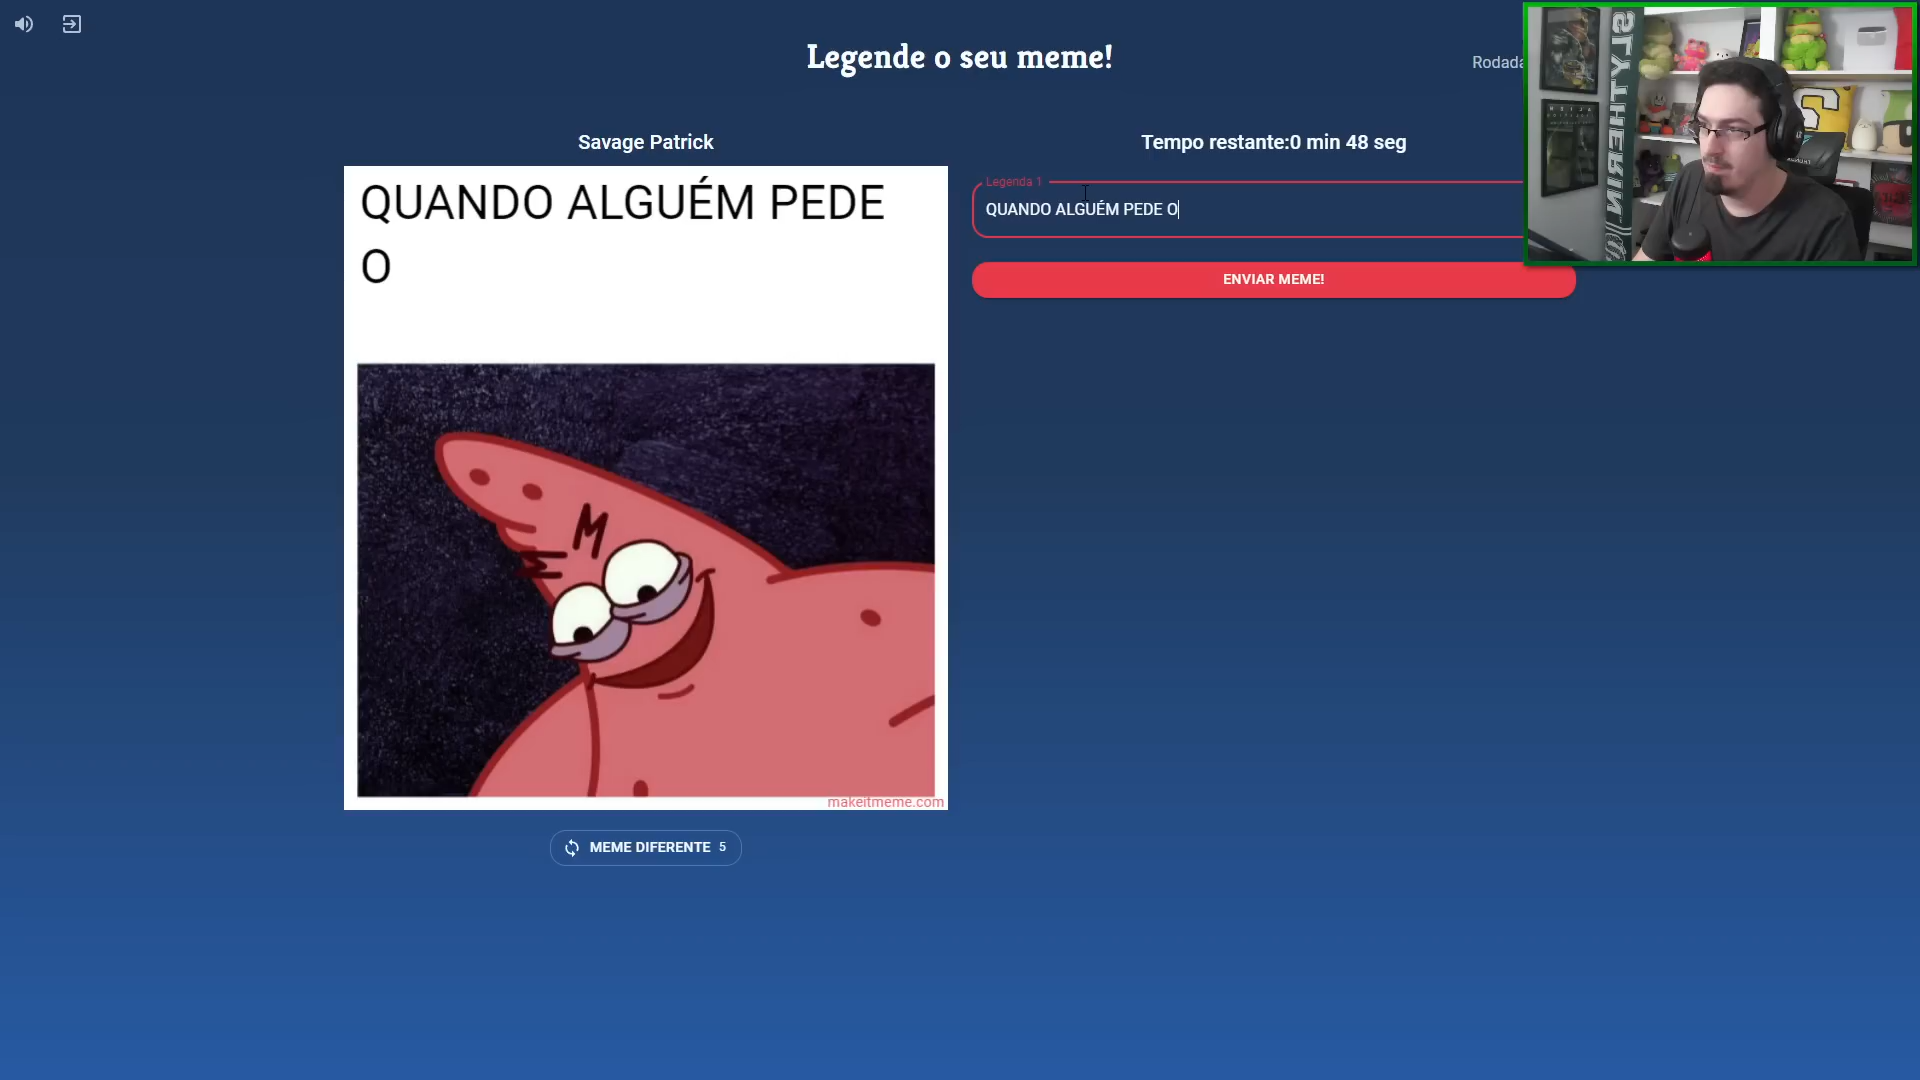 Legende o seu meme!
Rodada
Savage Patrick
Tempo restante:0 min 48 seg
QUANDO ALGUÉM PEDE
O
Legenda 1
QUANDO ALGUÉM PEDE O
ENVIAR MEME!
makeitmeme.com
MEME DIFERENTE 5
SLYTHERIN